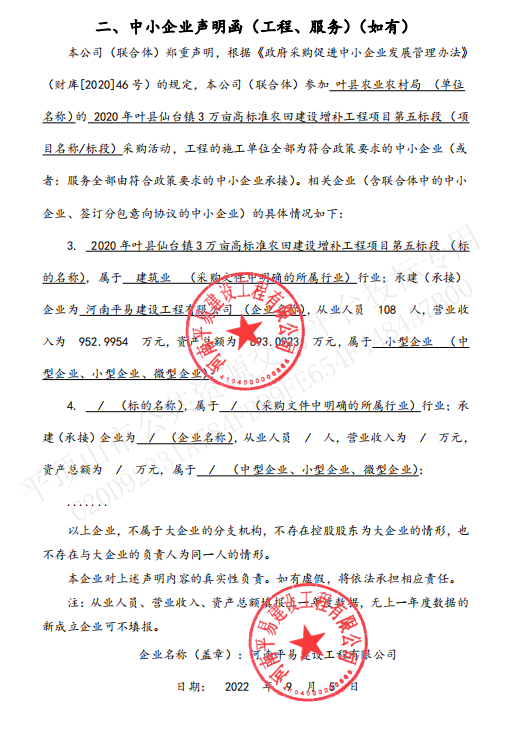 二、中小企业声明函（工程、服务）（如有）
本公司（联合体）郑重声明，根据《政府采购促进中小企业发展管理办法》
（财库[2020]46号）的规定，本公司（联合体）参加 叶县农业农村局 （单位
名称）的 2020年叶县仙台镇3万亩高标准农田建设增补工程项目第五标段（项
目名称/标段）采购活动，工程的施工单位全部为符合政策要求的中小企业（或
者：服务全部由符合政策要求的中小企业承接）。相关企业（含联合体中的中小
企业、签订分包意向协议的中小企业）的具体情况如下：
3. 2020年叶县仙台镇3万亩高标准农田建设增补工程项目第五标段（标
的名称），属于 建筑业 （采购文件中明确的所属行业）行业；承建（承接）
企业为 河南平易建设工程有限公司（企业名称），从业人员 108 人，营业收
入为 952.9954 万元，资产总额为 893.0923 万元，属于 小型企业 （中
型企业、小型企业、微型企业）
4. / （标的名称），属于 / （采购文件中明确的所属行业）行业；承
建（承接）企业为 / （企业名称），从业人员 / 人，营业收入为 / 万元，
资产总额为 / 万元，属于 / （中型企业、小型企业、微型企业）；
.......
以上企业，不属于大企业的分支机构，不存在控股股东为大企业的情形，也
不存在与大企业的负责人为同一人的情形。
本企业对上述声明内容的真实性负责。如有虚假，将依法承担相应责任。
注：从业人员、营业收入、资产总额填报上一年度数据，无上一年度数据的
新成立企业可不填报。
企业名称（盖章）：河南平易建设工程有限公司
日期： 2022 年 9 月 5 日
河南平易建设工程有限公司
河南平易建设工程有限公司